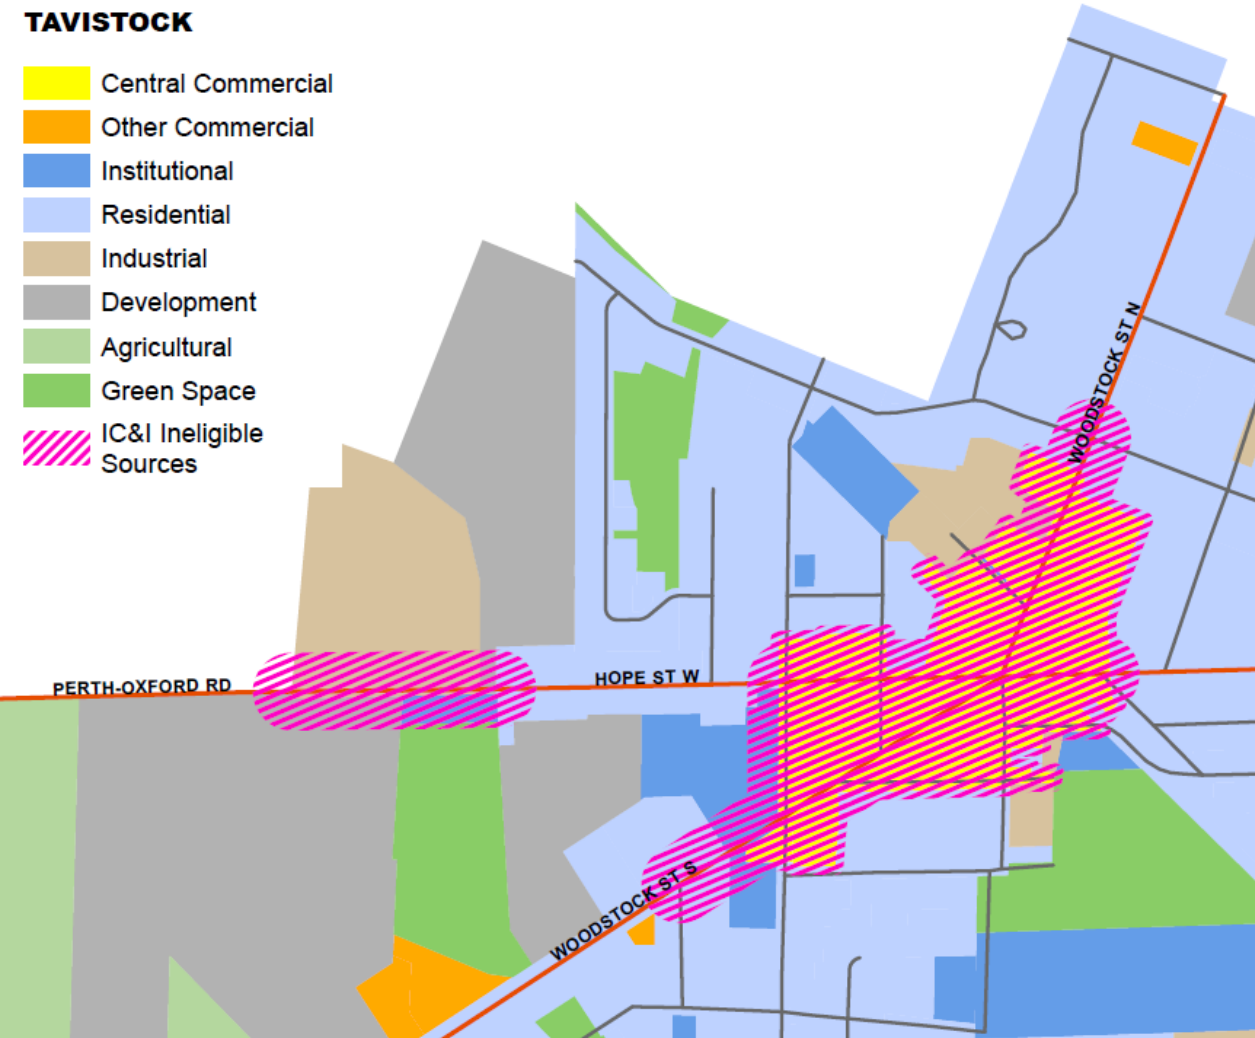 TAVISTOCK
Central Commercial
Other Commercial
Institutional
Residential
Industrial
Development
Agricultural
Green Space
IC&I Ineligible
Sources
WOODSTOCK ST N
PERTH-OXFORD RD
HOPE ST W
WOODSTOCK ST S